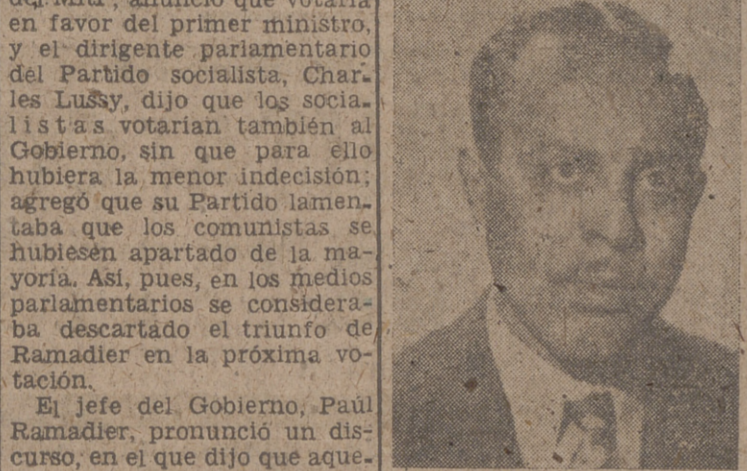 del MRP, anunció que votaría
en favor del primer ministro,
y el dirigente parlamentario
del Partido socialista, Char-
les Lussy, dijo que los socia-
listas votarían también al
Gobierno, sin que para ello
hubiera la menor indecisión;
agregó que su Partido lamen-
taba que los comunistas se
hubiesen apartado de la ma-
yoría. Así, pues, en los medios
parlamentarios se considera-
ba descartado el triunfo de
Ramadier en la próxima vo-
tación.
El jefe del Gobierno, Paúl
Ramadier, pronunció un dis-
curso, en el que dijo que aque-